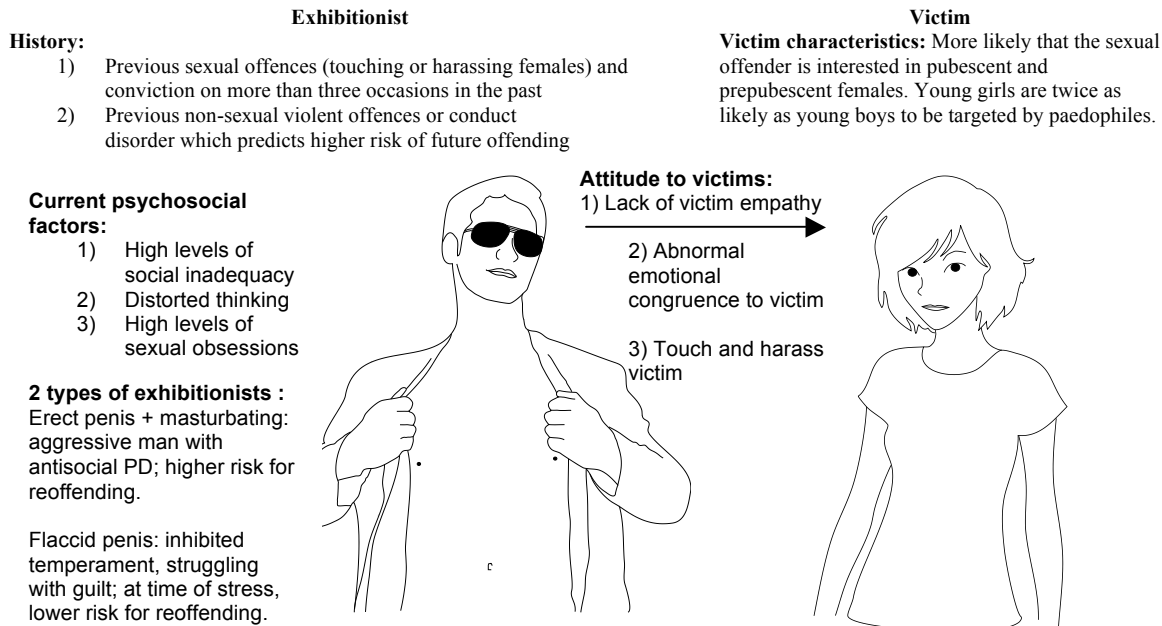 Exhibitionist
History:
1) Previous sexual offences (touching or harassing females) and
conviction on more than three occasions in the past
2) Previous non-sexual violent offences or conduct
disorder which predicts higher risk of future offending
Victim
Victim characteristics: More likely that the sexual
offender is interested in pubescent and
prepubescent females. Young girls are twice as
likely as young boys to be targeted by paedophiles.
Current psychosocial
factors:
1) High levels of
social inadequacy
2) Distorted thinking
3) High levels of
sexual obsessions
2 types of exhibitionists :
Erect penis + masturbating:
aggressive man with
antisocial PD; higher risk for
reoffending.
Flaccid penis: inhibited
temperament, struggling
with guilt; at time of stress,
lower risk for reoffending.
Attitude to victims:
1) Lack of victim empathy
2) Abnormal
emotional
congruence to victim
3) Touch and harass
victim